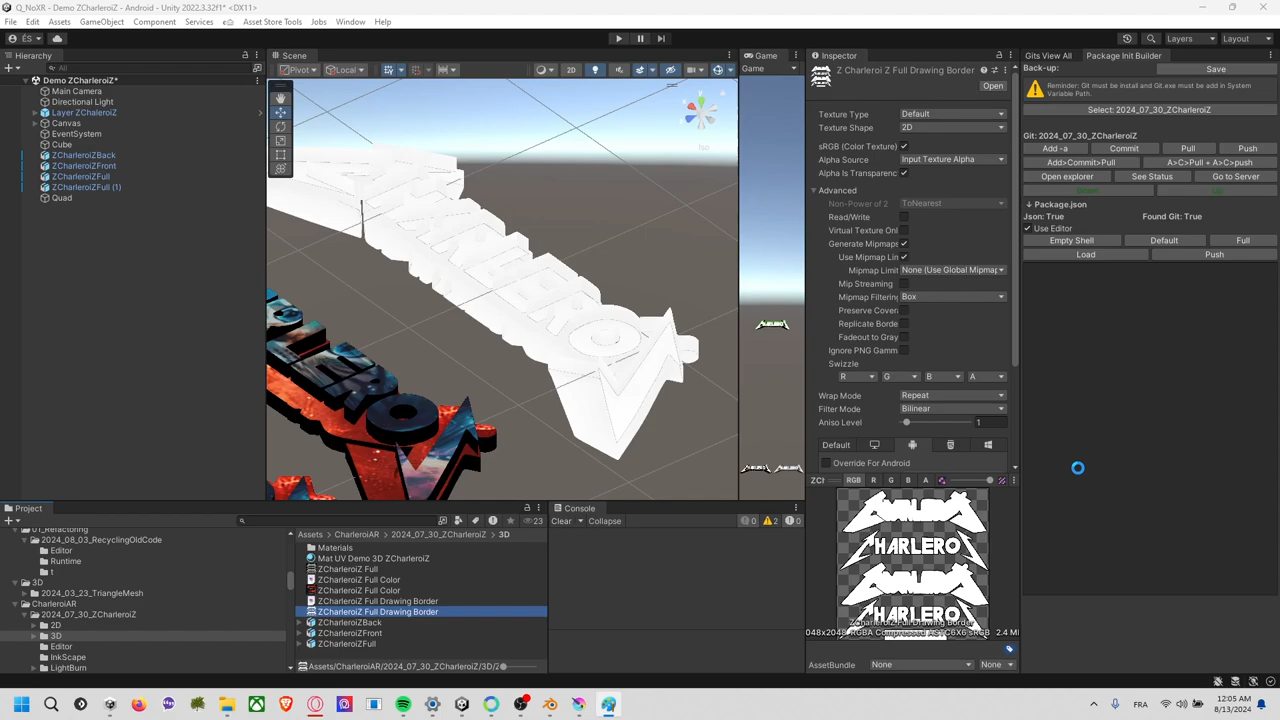 Q_NoXR - Demo ZCharleroiZ - Android - Unity 2022.3.32f1* <DX11>
File Edit Assets GameObject Component Services Asset Store Tools Jobs Window Help
ÉS Layers Layout
Hierarchy
All
Demo ZCharleroiZ*
Main Camera
Directional Light
Layer ZChaleroiZ
Canvas
EventSystem
Cube
ZCharleroiZBack
ZCharleroiZFront
ZCharleroiZFull
ZCharleroiZFull (1)
Quad
Scene
Pivot Local 2D
Iso
Game
Game
Inspector
Z Charleroi Z Full Drawing Border
Open
Texture Type Default
Texture Shape 2D
sRGB (Color Texture)
Alpha Source Input Texture Alpha
Alpha Is Transparenc
Advanced
Non-Power of 2 ToNearest
Read/Write
Virtual Texture Onl
Generate Mipmaps
Use Mipmap Lin
Mipmap Limit None (Use Global Mipmap
Mip Streaming
Mipmap Filtering Box
Preserve Covera
Replicate Borde
Fadeout to Gray
Ignore PNG Gamm
Swizzle
R G B A
Wrap Mode Repeat
Filter Mode Bilinear
Aniso Level 1
Default
Override For Android
ZCh RGB R G B A
HARLERO
HARLERO
ZCharleroiZ Full Drawing Border
048x2048 RGBA Compressed ASTC6X6 sRGB 2.4 M
AssetBundle None None
Gits View All Package Init Builder
Back-up: Save
Reminder: Git must be install and Git.exe must be add in System Variable Path.
Select: 2024_07_30_ZCharleroiZ
Git: 2024_07_30_ZCharleroiZ
Add -a Commit Pull Push
Add>Commit>Pull A>C>Pull + A>C>push
Open explorer See Status Go to Server
Package.json
Json: True Found Git: True
Use Editor
Empty Shell Default Full
Load Push
Project
23
01_Refactoring
2024_08_03_RecyclingOldCode
Editor
Runtime
t
3D
2024_03_23_TriangleMesh
CharleroiAR
2024_07_30_ZCharleroiZ
2D
3D
Editor
InkScape
LightBurn
Assets > CharleroiAR > 2024_07_30_ZCharleroiZ > 3D
Materials
Mat UV Demo 3D ZCharleroiZ
ZCharleroiZ Full
ZCharleroiZ Full Color
ZCharleroiZ Full Color
ZCharleroiZ Full Drawing Border
ZCharleroiZ Full Drawing Border
ZCharleroiZBack
ZCharleroiZFront
ZCharleroiZFull
Assets/CharleroiAR/2024_07_30_ZCharleroiZ/3D/Z
Console
Clear Collapse 0 2 0
FRA 12:05 AM
8/13/2024